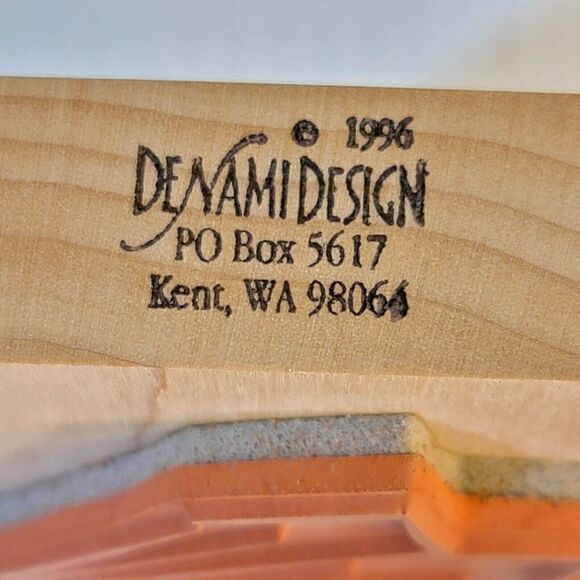 © 1996
DENAMI DESIGN
PO Box 5617
Kent, WA 98064